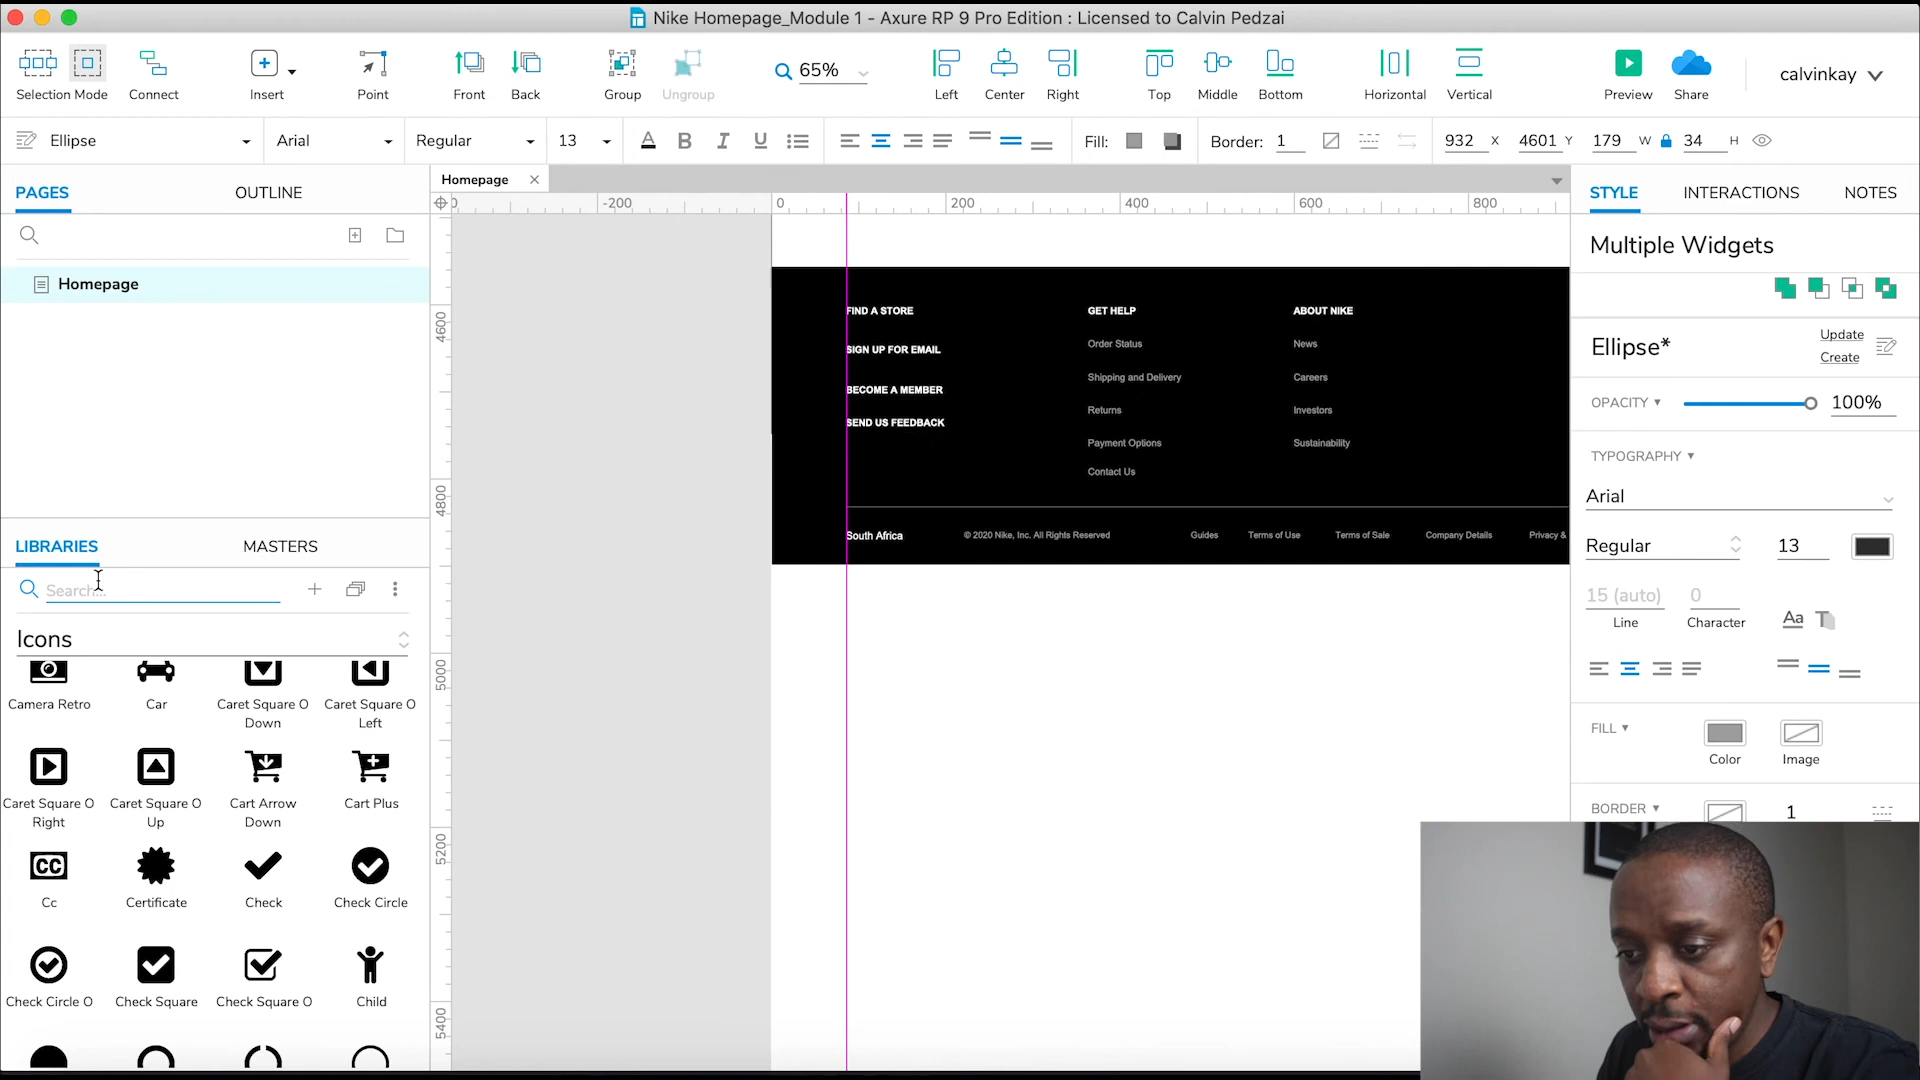 Nike Homepage_Module 1 - Axure RP 9 Pro Edition : Licensed to Calvin Pedzai
65%
Selection Mode
Connect
Insert
Point
Front
Back
Group
Ungroup
Left
Center
Right
Top
Middle
Bottom
Horizontal
Vertical
Preview
Share
calvinkay
Ellipse
Arial
Regular
13
A B I U
Fill:
Border: 1
932 X 4601 Y 179 W 34 H
PAGES
OUTLINE
Homepage
-200 0 200 400 600 800
STYLE
INTERACTIONS
NOTES
Homepage
Multiple Widgets
Ellipse*
Update
Create
OPACITY
100%
TYPOGRAPHY
Arial
Regular
13
15 (auto)
0
Line
Character
Aa
FILL
Color
Image
BORDER
1
4600
4800
5000
5200
5400
FIND A STORE
SIGN UP FOR EMAIL
BECOME A MEMBER
SEND US FEEDBACK
GET HELP
Order Status
Shipping and Delivery
Returns
Payment Options
Contact Us
ABOUT NIKE
News
Careers
Investors
Sustainability
South Africa
© 2020 Nike, Inc. All Rights Reserved
Guides
Terms of Use
Terms of Sale
Company Details
Privacy &
LIBRARIES
MASTERS
Search...
Icons
Camera Retro
Car
Caret Square O
Down
Caret Square O
Left
Caret Square O
Right
Caret Square O
Up
Cart Arrow
Down
Cart Plus
CC
Cc
Certificate
Check
Check Circle
Check Circle O
Check Square
Check Square O
Child